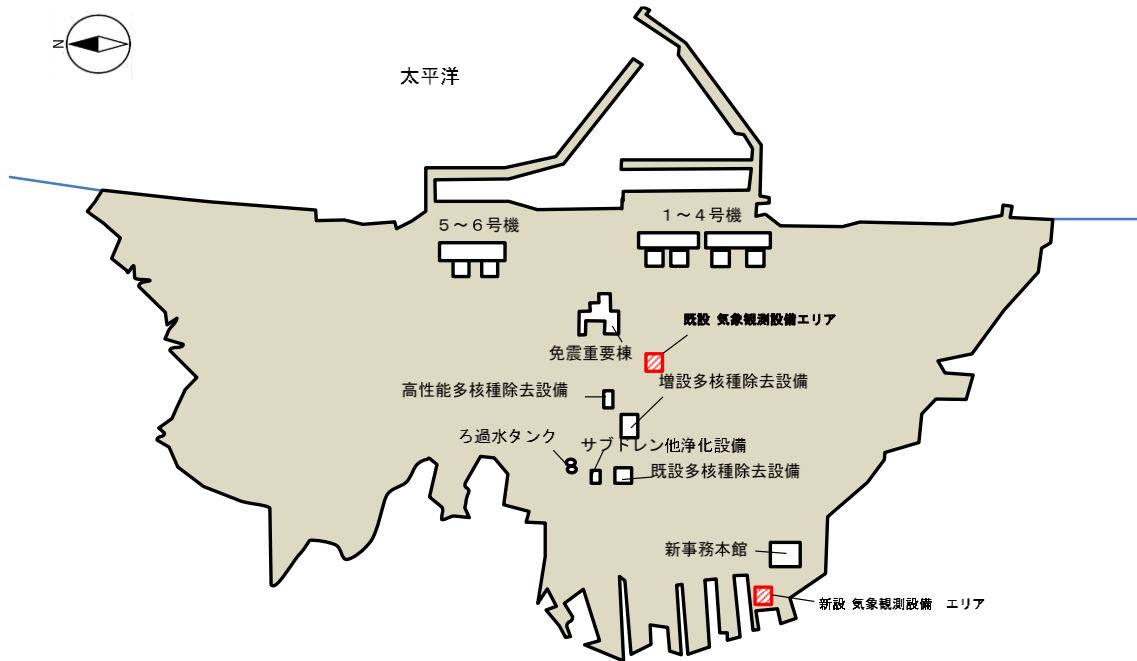 N
太平洋
5～6号機
1～4号機
既設 気象観測設備エリア
免震重要棟
増設多核種除去設備
高性能多核種除去設備
ろ過水タンク
サブドレン他浄化設備
既設多核種除去設備
新事務本館
新設 気象観測設備　エリア